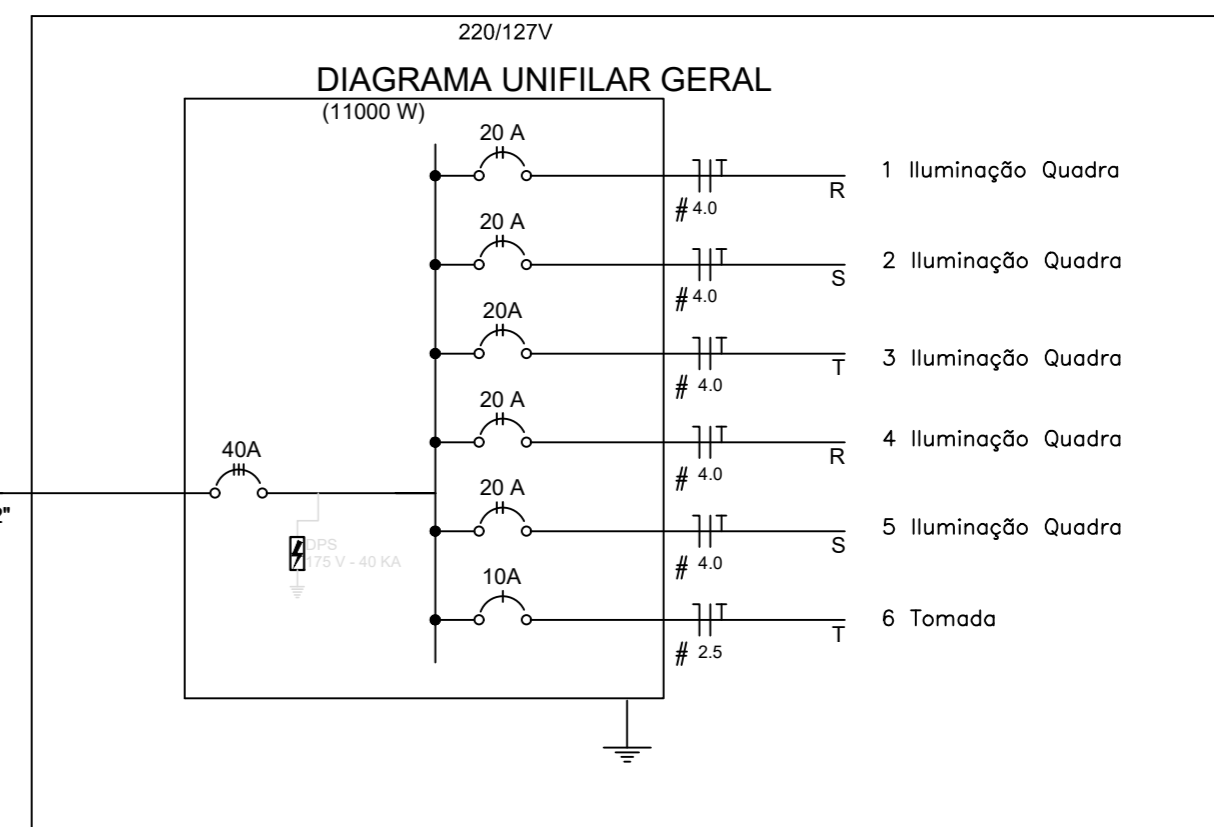 220/127V
DIAGRAMA UNIFILAR GERAL
(11000 W)
20 A
T
# 4.0
R
1 Iluminação Quadra
20 A
T
# 4.0
S
2 Iluminação Quadra
20A
T
# 4.0
T
3 Iluminação Quadra
20 A
T
# 4.0
R
4 Iluminação Quadra
40A
2"
DPS
175 V - 40 KA
20 A
T
# 4.0
S
5 Iluminação Quadra
10A
T
# 2.5
T
6 Tomada